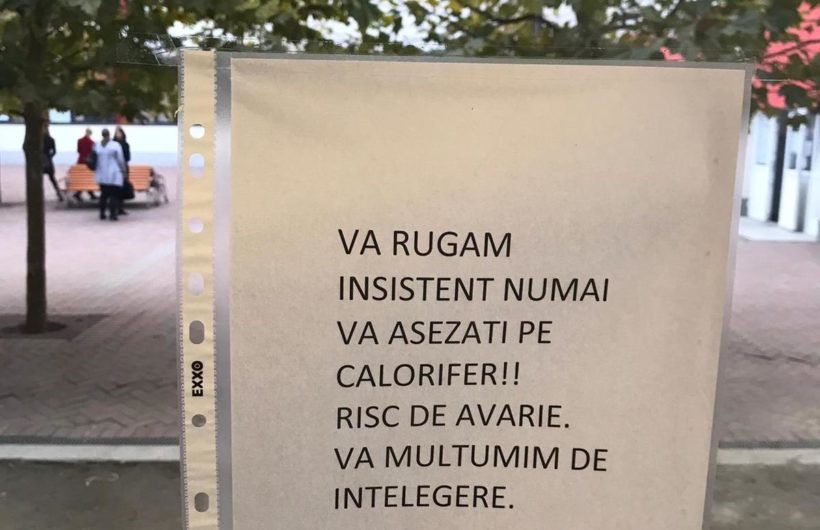 VA RUGAM
INSISTENT NUMAI
VA ASEZATI PE
CALORIFER!!
RISC DE AVARIE.
VA MULTUMIM DE
INTELEGERE.
EXXO